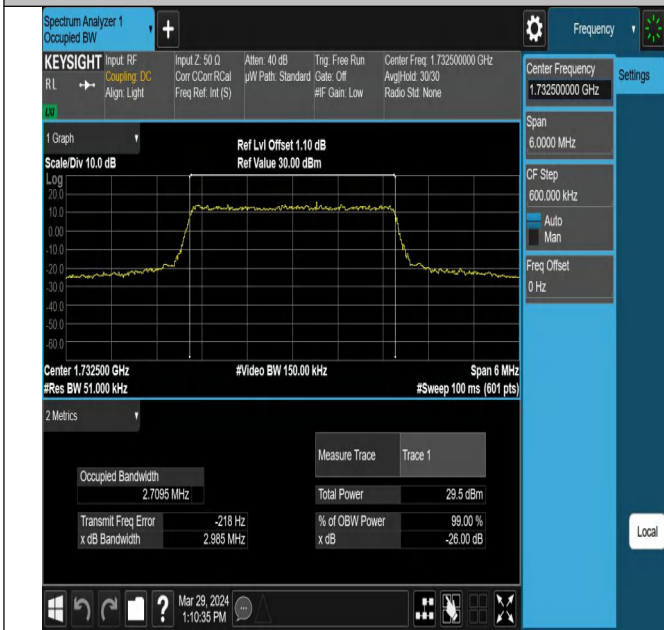 Spectrum Analyzer 1
Occupied BW
Frequency
KEYSIGHT
RL
LXI
Input: RF
Coupling: DC
Align: Light
Input Z: 50 Ω
Corr CCorr RCal
Freq Ref: Int (S)
Atten: 40 dB
µW Path: Standard
Trig: Free Run
Gate: Off
#IF Gain: Low
Center Freq: 1.732500000 GHz
Avg|Hold: 30/30
Radio Std: None
Center Frequency
1.732500000 GHz
Settings
Span
6.0000 MHz
CF Step
600.000 kHz
Auto
Man
Freq Offset
0 Hz
Local
1 Graph
Scale/Div 10.0 dB
Ref Lvl Offset 1.10 dB
Ref Value 30.00 dBm
Log
20.0
10.0
0.00
-10.0
-20.0
-30.0
-40.0
-50.0
-60.0
Center 1.732500 GHz
#Video BW 150.00 kHz
Span 6 MHz
#Res BW 51.000 kHz
#Sweep 100 ms (601 pts)
2 Metrics
Measure Trace Trace 1
Occupied Bandwidth
2.7095 MHz
Total Power 29.5 dBm
Transmit Freq Error -218 Hz
% of OBW Power 99.00 %
x dB Bandwidth 2.985 MHz
x dB -26.00 dB
?
Mar 29, 2024
1:10:35 PM